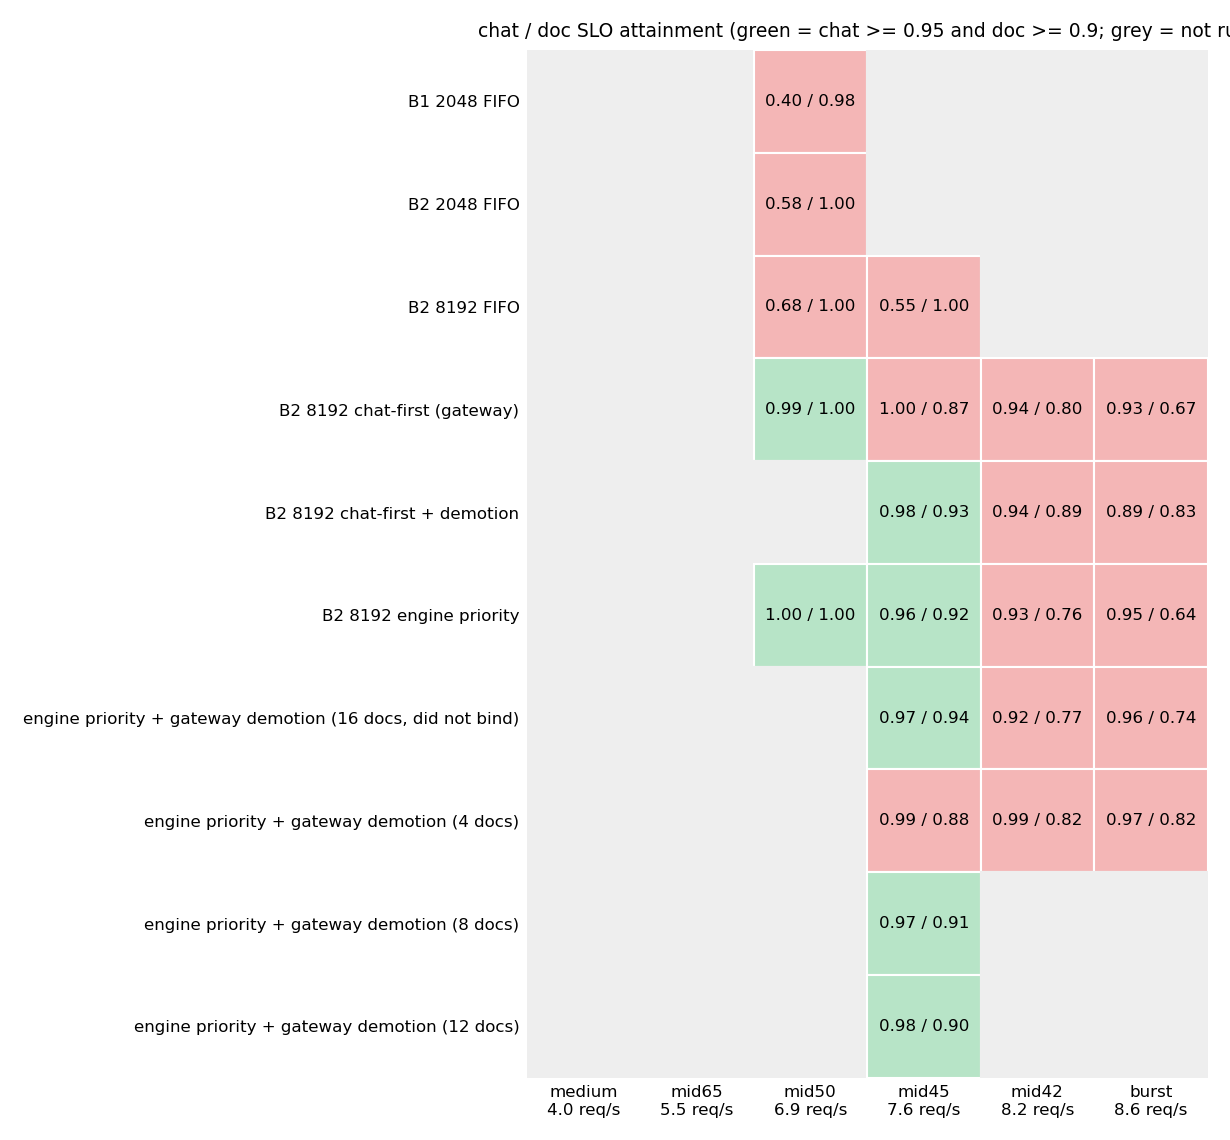 chat / doc SLO attainment (green = chat >= 0.95 and doc >= 0.9; grey = not
B1 2048 FIFO
0.40 / 0.98
B2 2048 FIFO
0.58 / 1.00
B2 8192 FIFO
0.68 / 1.00
0.55 / 1.00
B2 8192 chat-first (gateway)
0.99 / 1.00
1.00 / 0.87
0.94 / 0.80
0.93 / 0.67
B2 8192 chat-first + demotion
0.98 / 0.93
0.94 / 0.89
0.89 / 0.83
B2 8192 engine priority
1.00 / 1.00
0.96 / 0.92
0.93 / 0.76
0.95 / 0.64
engine priority + gateway demotion (16 docs, did not bind)
0.97 / 0.94
0.92 / 0.77
0.96 / 0.74
engine priority + gateway demotion (4 docs)
0.99 / 0.88
0.99 / 0.82
0.97 / 0.82
engine priority + gateway demotion (8 docs)
0.97 / 0.91
engine priority + gateway demotion (12 docs)
0.98 / 0.90
medium
4.0 req/s
mid65
5.5 req/s
mid50
6.9 req/s
mid45
7.6 req/s
mid42
8.2 req/s
burst
8.6 req/s